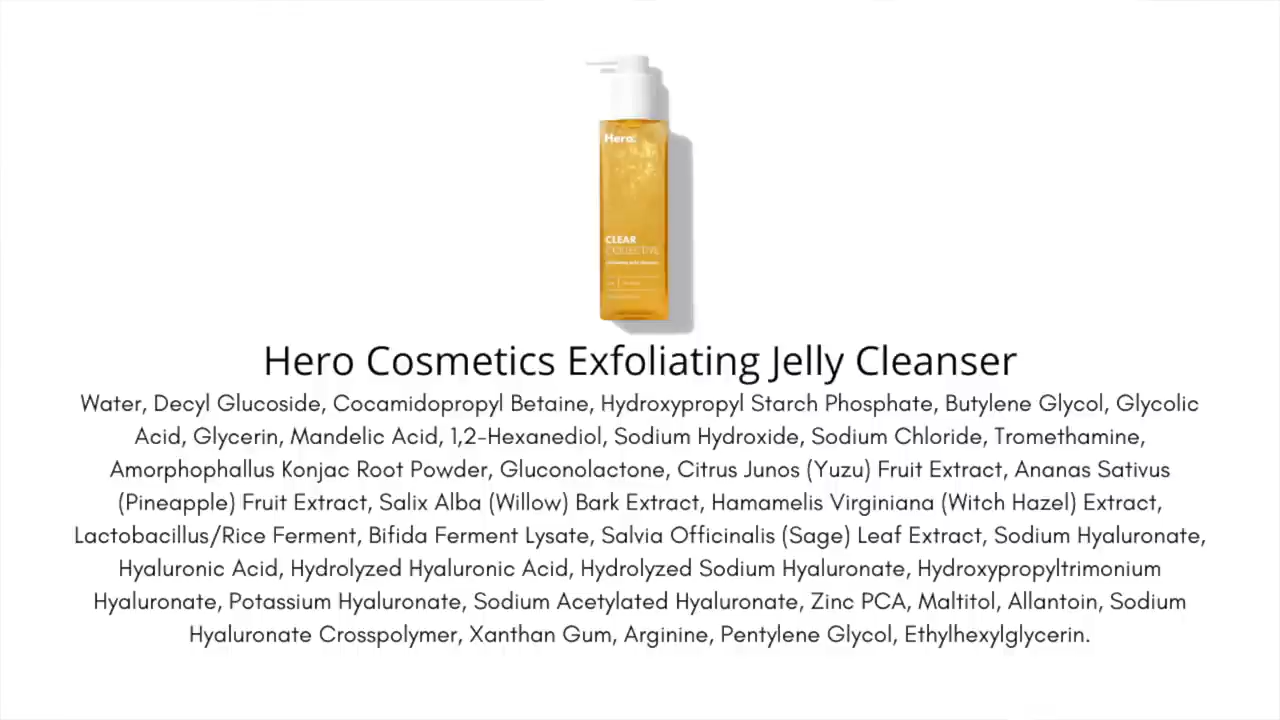 Hero.
CLEAR
COLLECTIVE
Hero Cosmetics Exfoliating Jelly Cleanser
Water, Decyl Glucoside, Cocamidopropyl Betaine, Hydroxypropyl Starch Phosphate, Butylene Glycol, Glycolic
Acid, Glycerin, Mandelic Acid, 1,2-Hexanediol, Sodium Hydroxide, Sodium Chloride, Tromethamine,
Amorphophallus Konjac Root Powder, Gluconolactone, Citrus Junos (Yuzu) Fruit Extract, Ananas Sativus
(Pineapple) Fruit Extract, Salix Alba (Willow) Bark Extract, Hamamelis Virginiana (Witch Hazel) Extract,
Lactobacillus/Rice Ferment, Bifida Ferment Lysate, Salvia Officinalis (Sage) Leaf Extract, Sodium Hyaluronate,
Hyaluronic Acid, Hydrolyzed Hyaluronic Acid, Hydrolyzed Sodium Hyaluronate, Hydroxypropyltrimonium
Hyaluronate, Potassium Hyaluronate, Sodium Acetylated Hyaluronate, Zinc PCA, Maltitol, Allantoin, Sodium
Hyaluronate Crosspolymer, Xanthan Gum, Arginine, Pentylene Glycol, Ethylhexylglycerin.